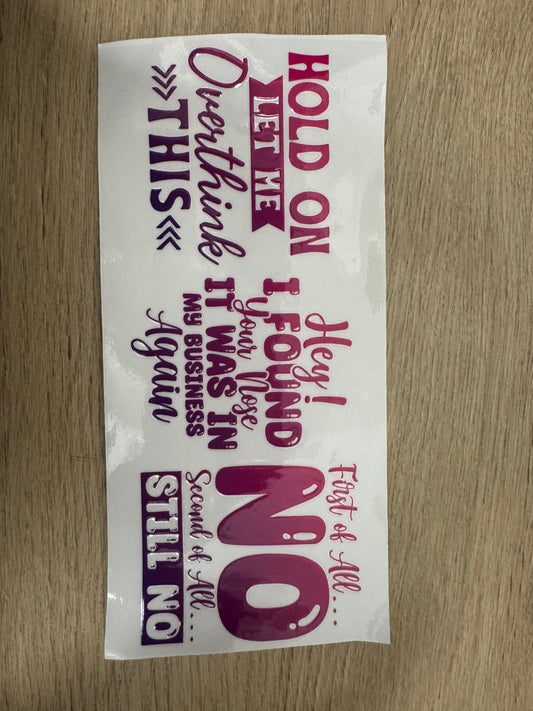 HOLD ON
LET ME
Overthink
>>> THIS <<<
Hey!
I FOUND
Your Nose
IT WAS IN
MY BUSINESS
Again
First of All....
NO
Second of All....
STILL NO